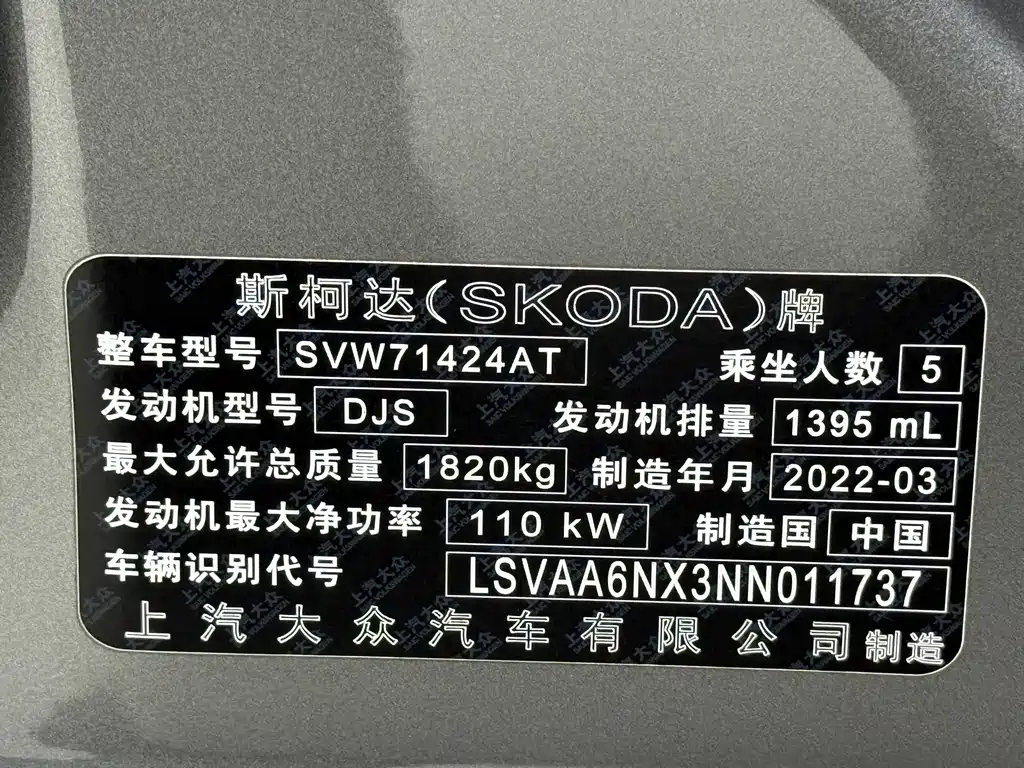 斯柯达(SKODA)牌
整车型号 SVW71424AT 乘坐人数 5
发动机型号 DJS 发动机排量 1395 mL
最大允许总质量 1820kg 制造年月 2022-03
发动机最大净功率 110 kW 制造国 中国
车辆识别代号 LSVAA6NX3NN011737
上汽大众汽车有限公司制造